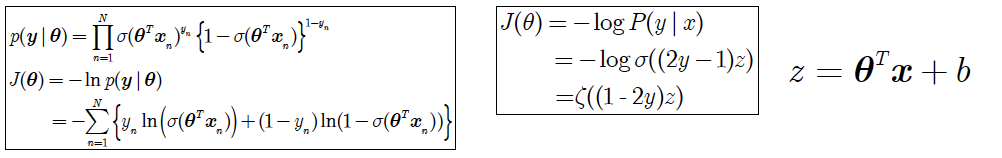 p(y | θ) = ∏_{n=1}^{N} σ(θ^T x_n)^{y_n} {1 − σ(θ^T x_n)}^{1−y_n}
J(θ) = −ln p(y | θ)
= −∑_{n=1}^{N} {y_n ln(σ(θ^T x_n)) + (1 − y_n) ln(1 − σ(θ^T x_n))}
J(θ) = −log P(y | x)
= −log σ((2y − 1)z)
=ζ((1 - 2y)z)
z = θ^T x + b